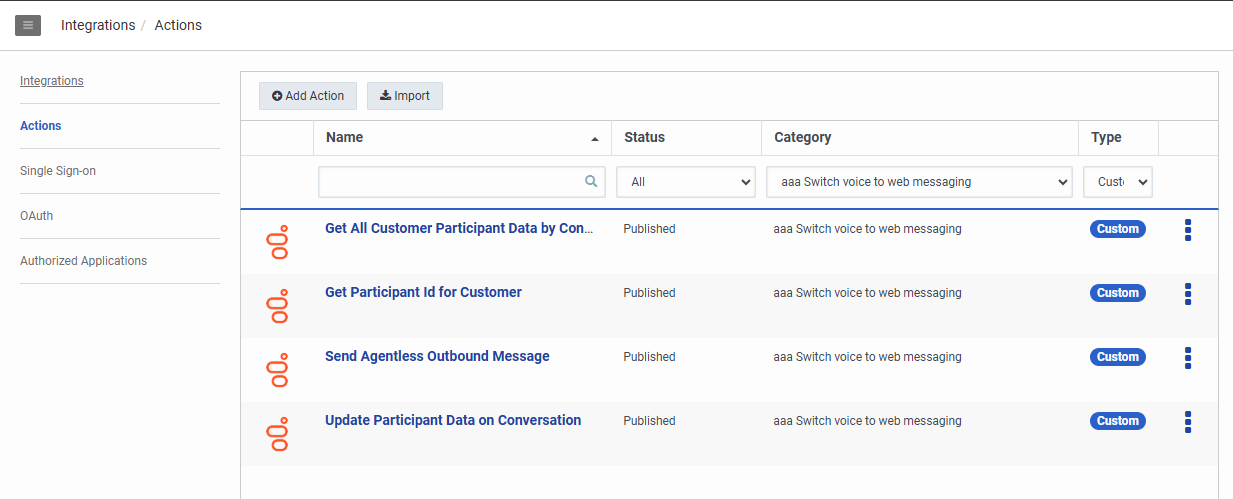 Integrations / Actions
Integrations
Actions
Single Sign-on
OAuth
Authorized Applications
Add Action Import
Name Status Category Type
All aaa Switch voice to web messaging Cust
Get All Customer Participant Data by Con... Published aaa Switch voice to web messaging Custom
Get Participant Id for Customer Published aaa Switch voice to web messaging Custom
Send Agentless Outbound Message Published aaa Switch voice to web messaging Custom
Update Participant Data on Conversation Published aaa Switch voice to web messaging Custom